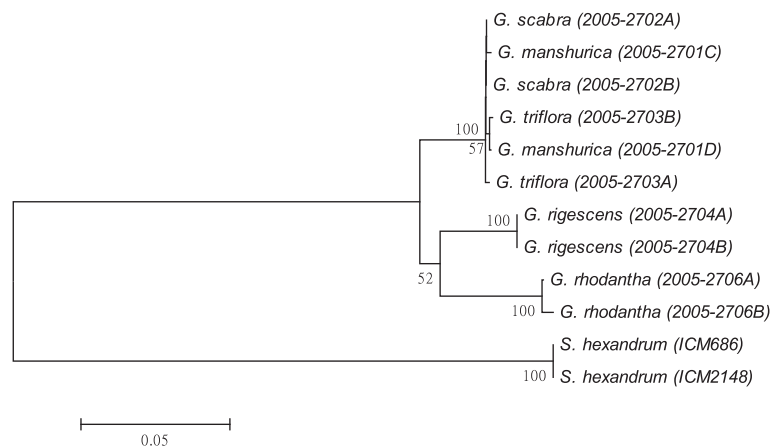 G. scabra (2005-2702A)
G. manshurica (2005-2701C)
G. scabra (2005-2702B)
G. triflora (2005-2703B)
100
57
G. manshurica (2005-2701D)
G. triflora (2005-2703A)
G. rigescens (2005-2704A)
100
G. rigescens (2005-2704B)
52
G. rhodantha (2005-2706A)
100
G. rhodantha (2005-2706B)
S. hexandrum (ICM686)
100
S. hexandrum (ICM2148)
0.05